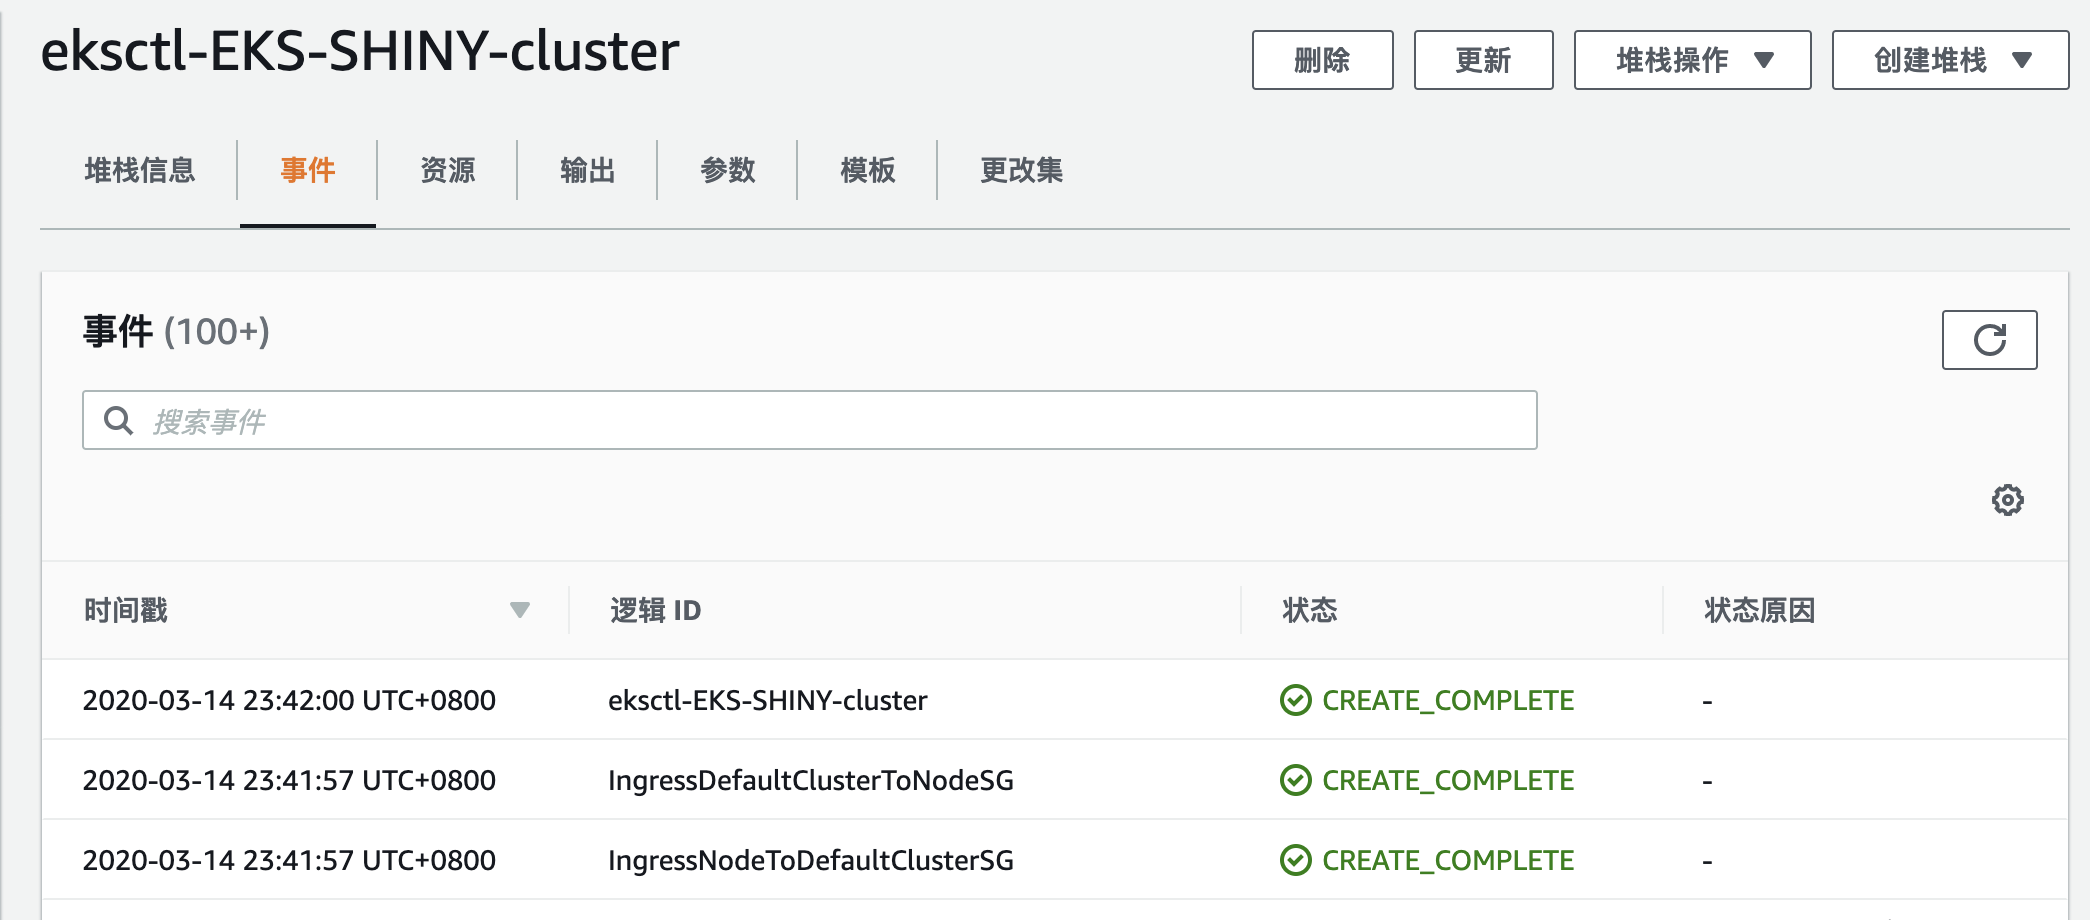 eksctl-EKS-SHINY-cluster
删除 更新 堆栈操作 创建堆栈
堆栈信息 事件 资源 输出 参数 模板 更改集
事件 (100+)
搜索事件
时间戳 逻辑 ID 状态 状态原因
2020-03-14 23:42:00 UTC+0800 eksctl-EKS-SHINY-cluster CREATE_COMPLETE -
2020-03-14 23:41:57 UTC+0800 IngressDefaultClusterToNodeSG CREATE_COMPLETE -
2020-03-14 23:41:57 UTC+0800 IngressNodeToDefaultClusterSG CREATE_COMPLETE -